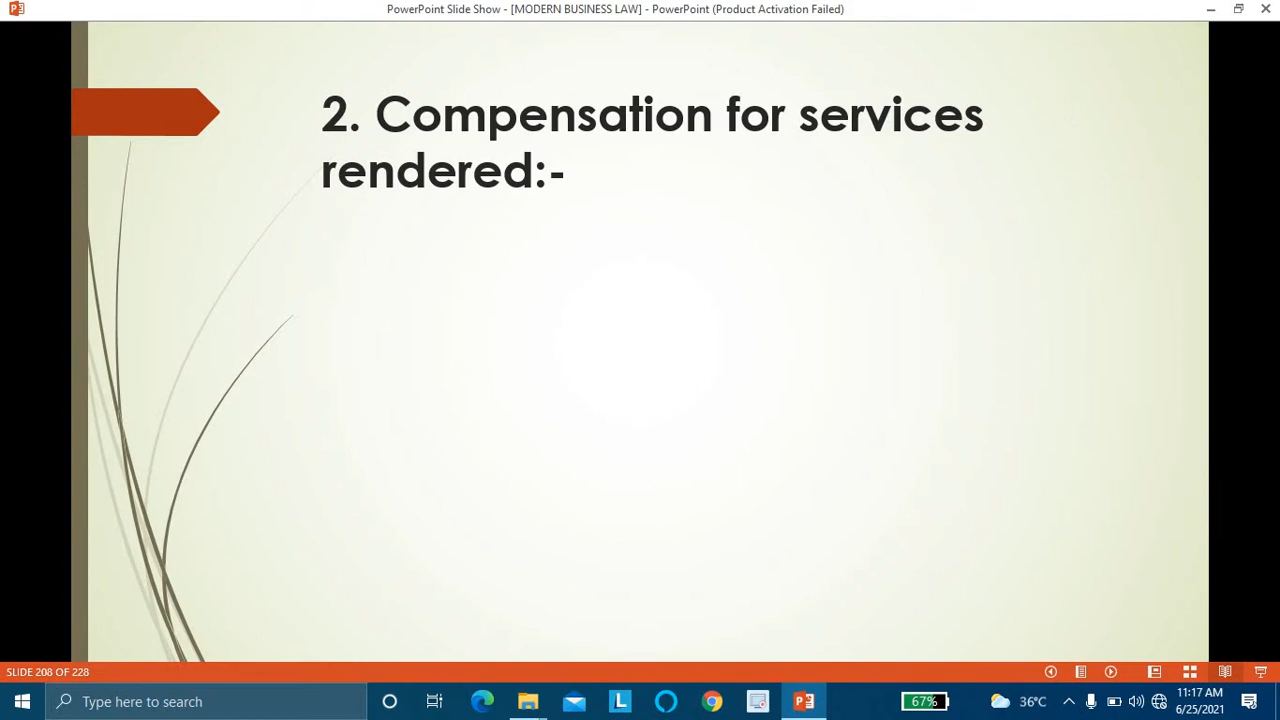 PowerPoint Slide Show - [MODERN BUSINESS LAW] - PowerPoint (Product Activation Failed)
2. Compensation for services
rendered:-
SLIDE 208 OF 228
Type here to search
67%
36°C
11:17 AM
6/25/2021